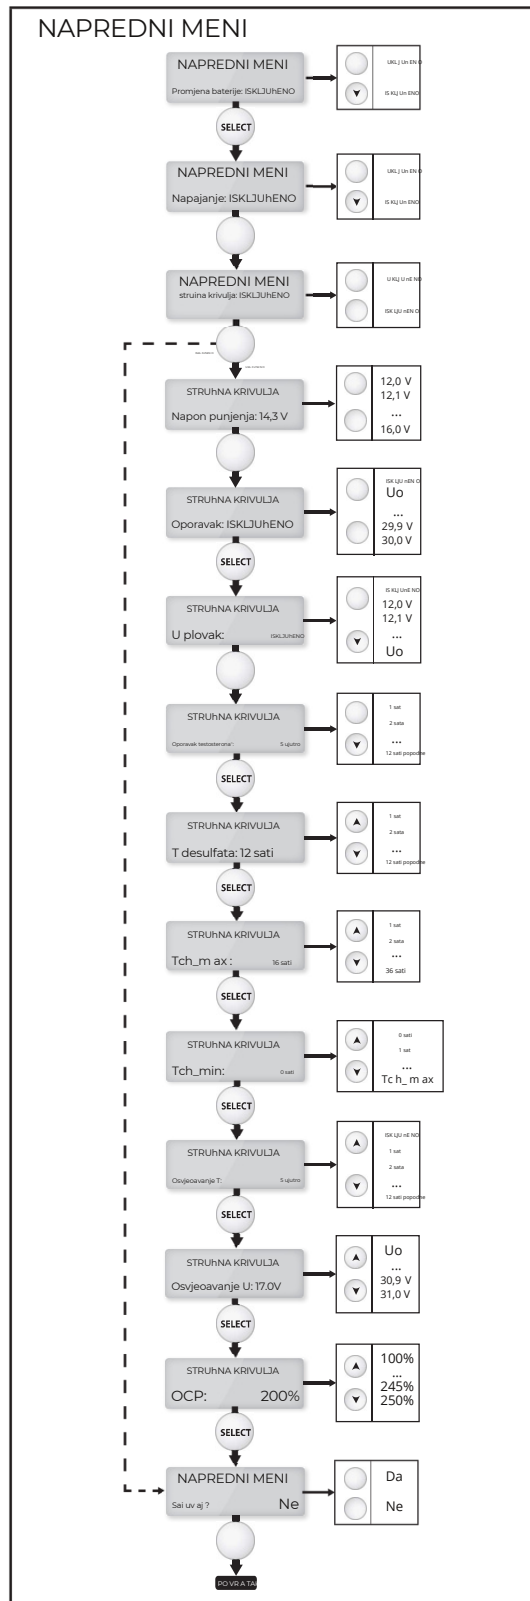 NAPREDNI MENI
NAPREDNI MENI
Promjena baterije: ISKLJUhENO
UKL J Un EN O
IS KLJ Un ENO
SELECT
NAPREDNI MENI
Napajanje: ISKLJUhENO
UKL J Un EN O
IS KLJ Un ENO
NAPREDNI MENI
struina krivulja: ISKLJUhENO
U KLJ U nE NO
ISK LJU nEN O
STRUhNA KRIVULJA
Napon punjenja: 14,3 V
12,0 V
12,1 V
...
16,0 V
STRUhNA KRIVULJA
Oporavak: ISKLJUhENO
ISK LJU nEN O
Uo
...
29,9 V
30,0 V
SELECT
STRUhNA KRIVULJA
U plovak: ISKLJUhENO
IS KLJ UnE NO
12,0 V
12,1 V
...
Uo
STRUhNA KRIVULJA
Oporavak testosterona: 5 ujutro
1 sat
2 sata
...
12 sati popodne
SELECT
STRUhNA KRIVULJA
T desulfata: 12 sati
1 sat
2 sata
...
12 sati popodne
SELECT
STRUhNA KRIVULJA
Tch_m ax : 16 sati
1 sat
2 sata
...
36 sati
SELECT
STRUhNA KRIVULJA
Tch_min: 0 sati
0 sati
1 sat
...
Tc h_ m ax
SELECT
STRUhNA KRIVULJA
Osvjeoavanje T: 5 ujutro
ISK LJU nE NO
1 sat
2 sata
...
12 sati popodne
SELECT
STRUhNA KRIVULJA
Osvjeoavanje U: 17.0V
Uo
...
30,9 V
31,0 V
SELECT
STRUhNA KRIVULJA
OCP: 200%
100%
...
245%
250%
SELECT
NAPREDNI MENI
Sai uv aj ? Ne
Da
Ne
PO VR A TAK